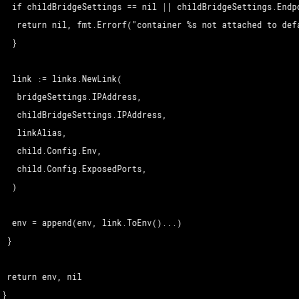 if childBridgeSettings == nil || childBridgeSettings.Endpo
return nil, fmt.Errorf("container %s not attached to defa
}
link := links.NewLink(
bridgeSettings.IPAddress,
childBridgeSettings.IPAddress,
linkAlias,
child.Config.Env,
child.Config.ExposedPorts,
)
env = append(env, link.ToEnv()...)
}
return env, nil
}